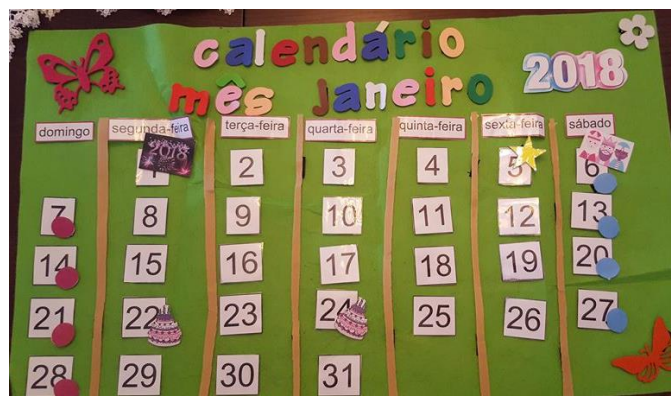 calendário
mês janeiro 2018
domingo segunda-feira terça-feira quarta-feira quinta-feira sexta-feira sábado
2018
1 2 3 4 5 6
7 8 9 10 11 12 13
14 15 16 17 18 19 20
21 22 23 24 25 26 27
28 29 30 31